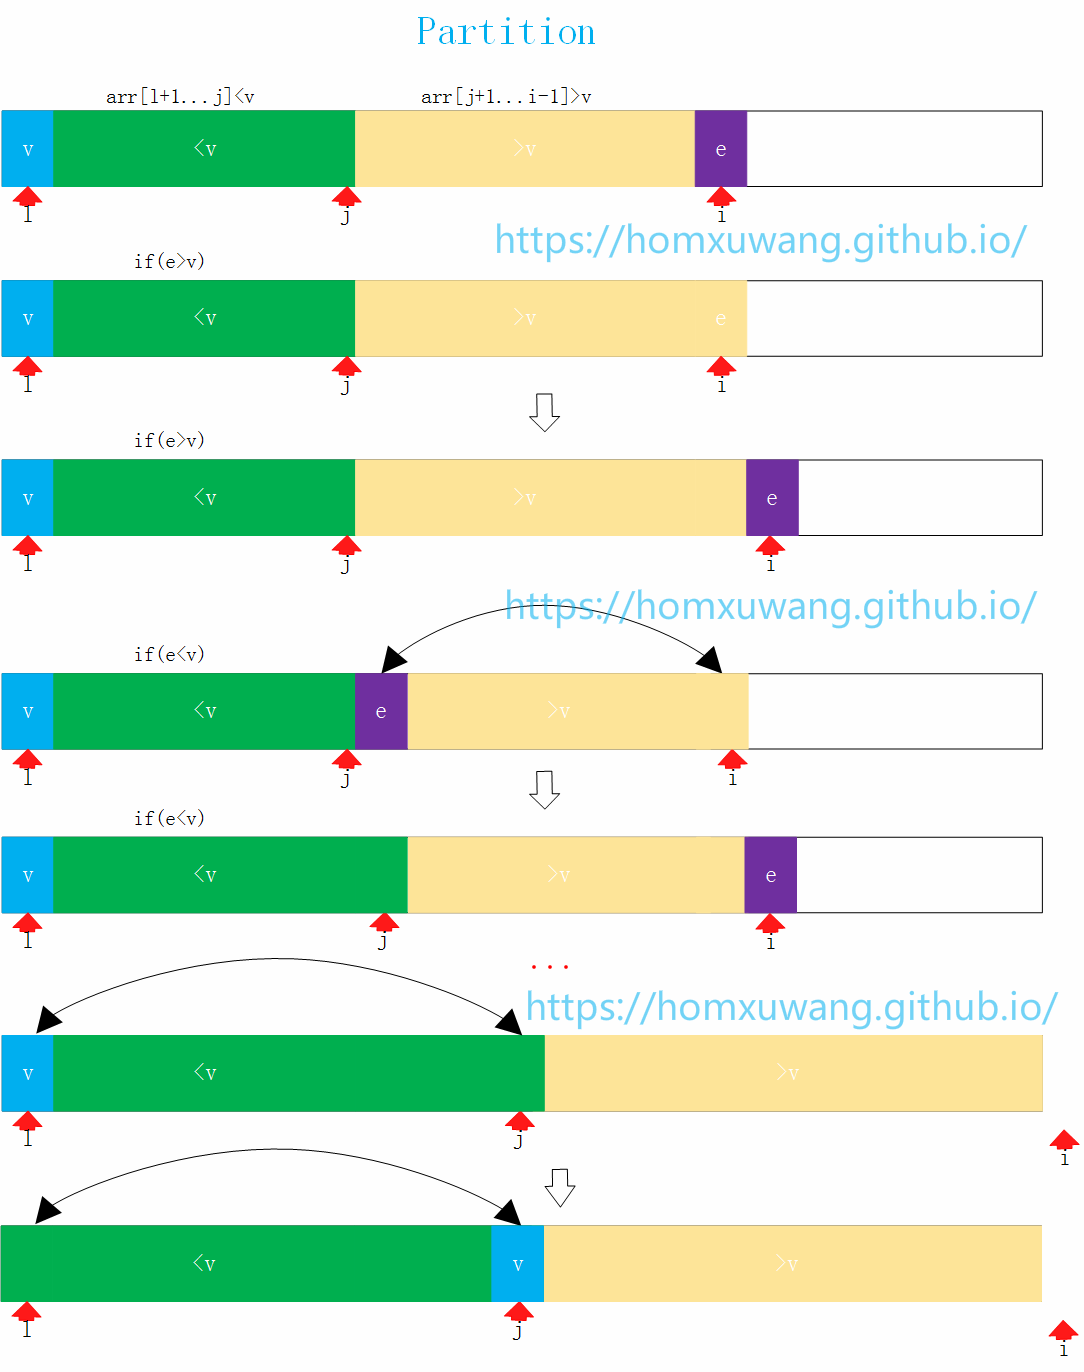 Partition
arr[l+1...j]<v arr[j+1...i-1]>v
v <v >v e
l j i
https://homxuwang.github.io/
if(e>v)
v <v >v e
l j i
if(e>v)
v <v >v e
l j i
https://homxuwang.github.io/
if(e<v)
v <v e >v
l j i
if(e<v)
v <v >v e
l j i
...
https://homxuwang.github.io/
v <v >v
l j i
<v v >v
l j i